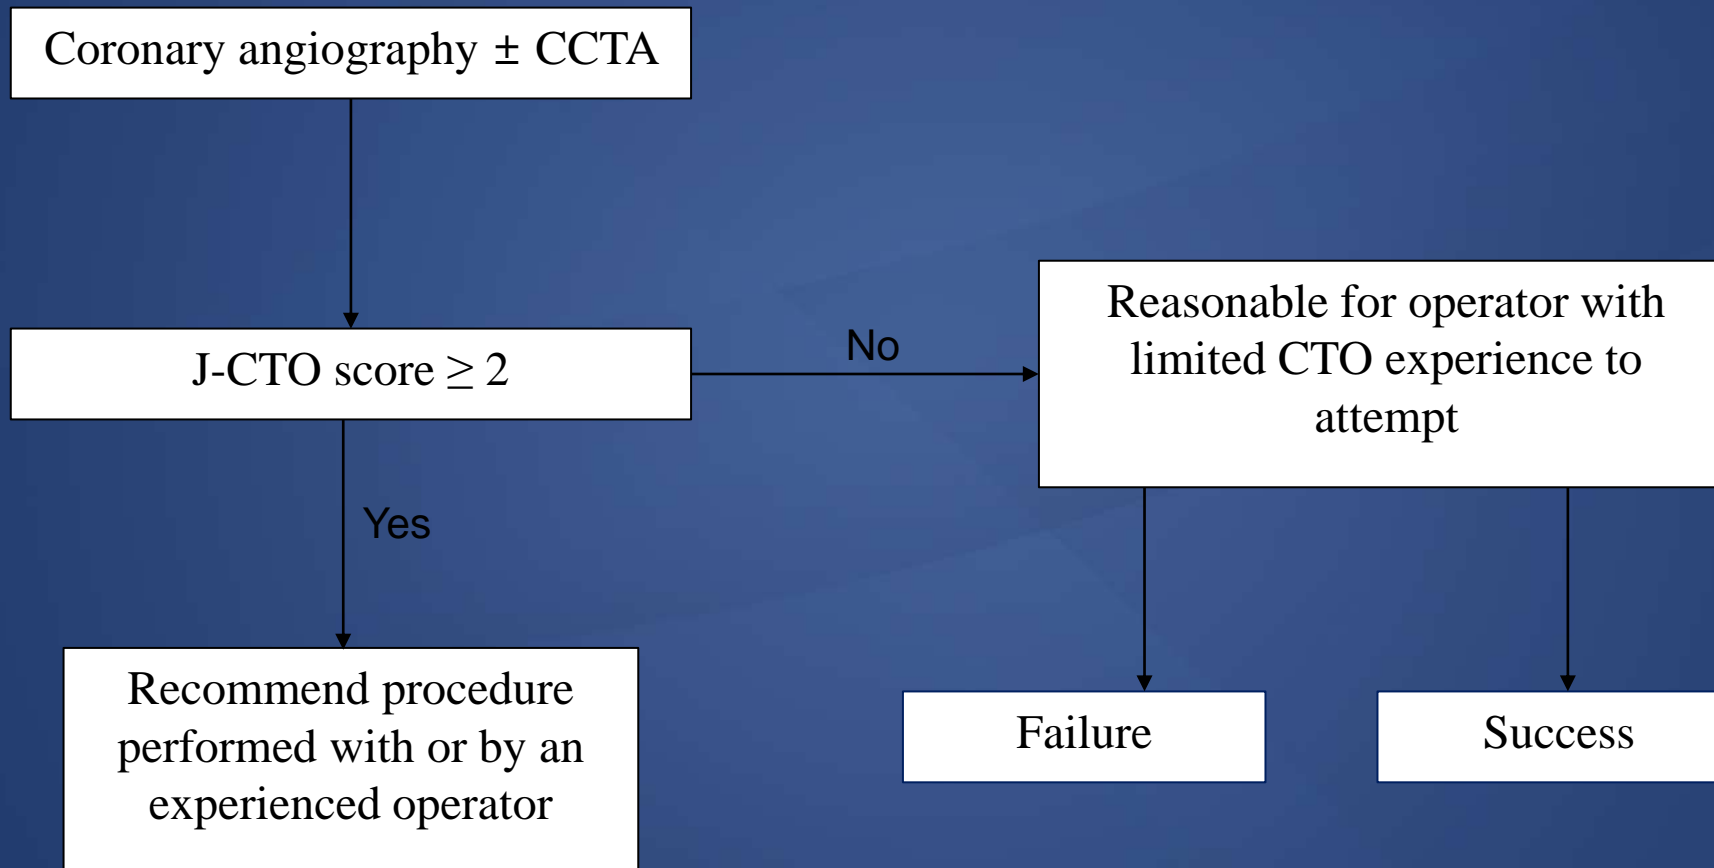 Coronary angiography ± CCTA
J-CTO score ≥ 2
No
Reasonable for operator with
limited CTO experience to
attempt
Yes
Recommend procedure
performed with or by an
experienced operator
Failure
Success